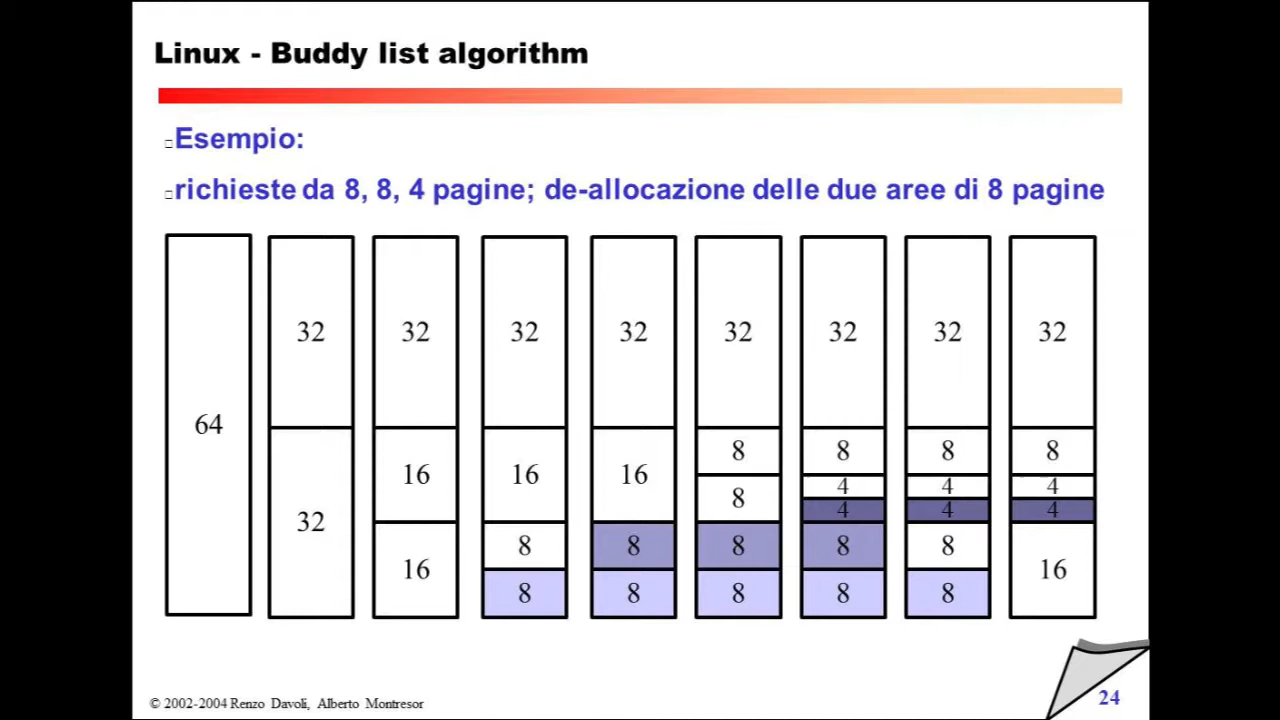 Linux - Buddy list algorithm
Esempio:
richieste da 8, 8, 4 pagine; de-allocazione delle due aree di 8 pagine
32 32 32 32 32 32 32 32
64
8 8 8 8
16 16 16
4 4 4
8
4 4 4
32
8 8 8 8 8
16 16
8 8 8 8 8
© 2002-2004 Renzo Davoli, Alberto Montresor
24